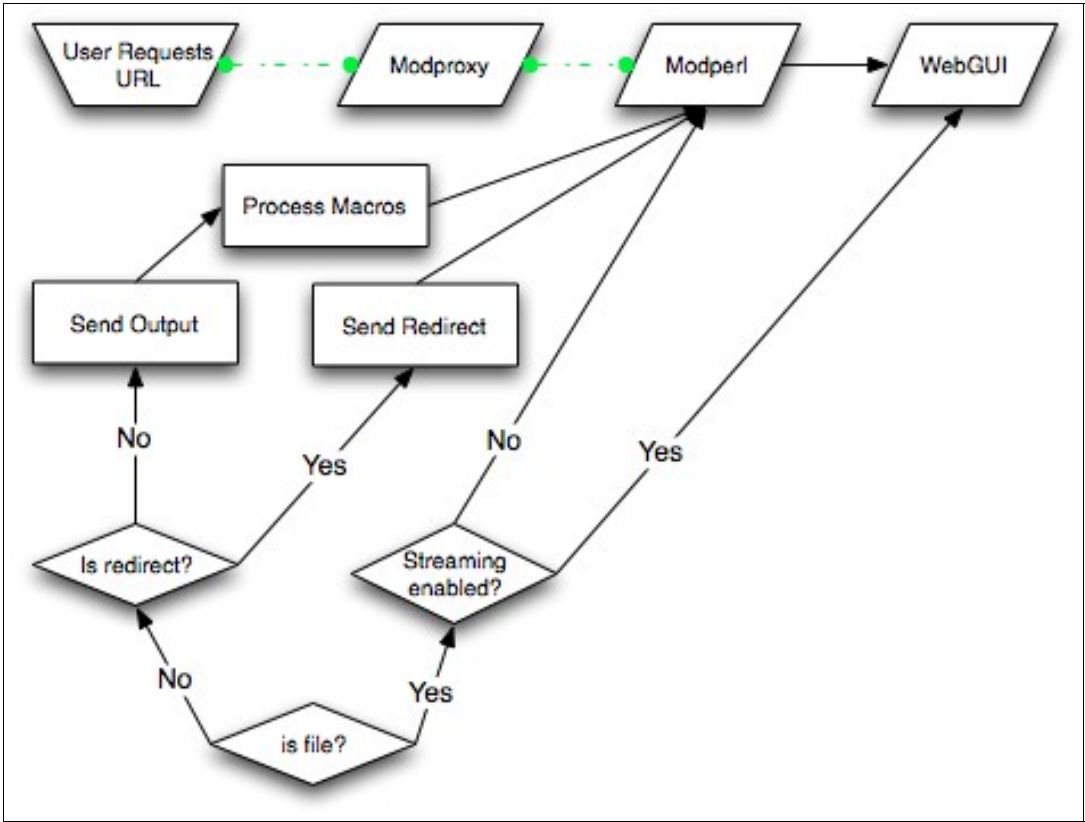 User Requests
URL
Modproxy
Modperl
WebGUI
Process Macros
Send Output
Send Redirect
No
Yes
No
Yes
Is redirect?
Streaming
enabled?
No
Yes
is file?